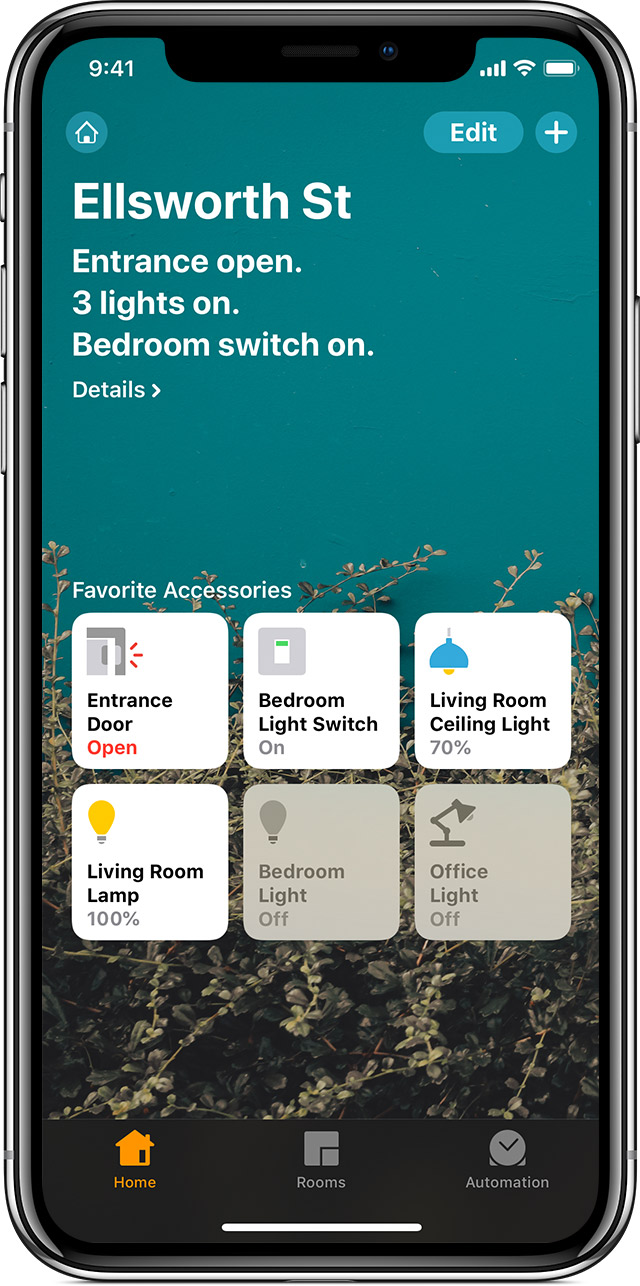 9:41
Edit
Ellsworth St
Entrance open.
3 lights on.
Bedroom switch on.
Details >
Favorite Accessories
Entrance
Door
Open
Bedroom
Light Switch
On
Living Room
Ceiling Light
70%
Living Room
Lamp
100%
Bedroom
Light
Off
Office
Light
Off
Home
Rooms
Automation